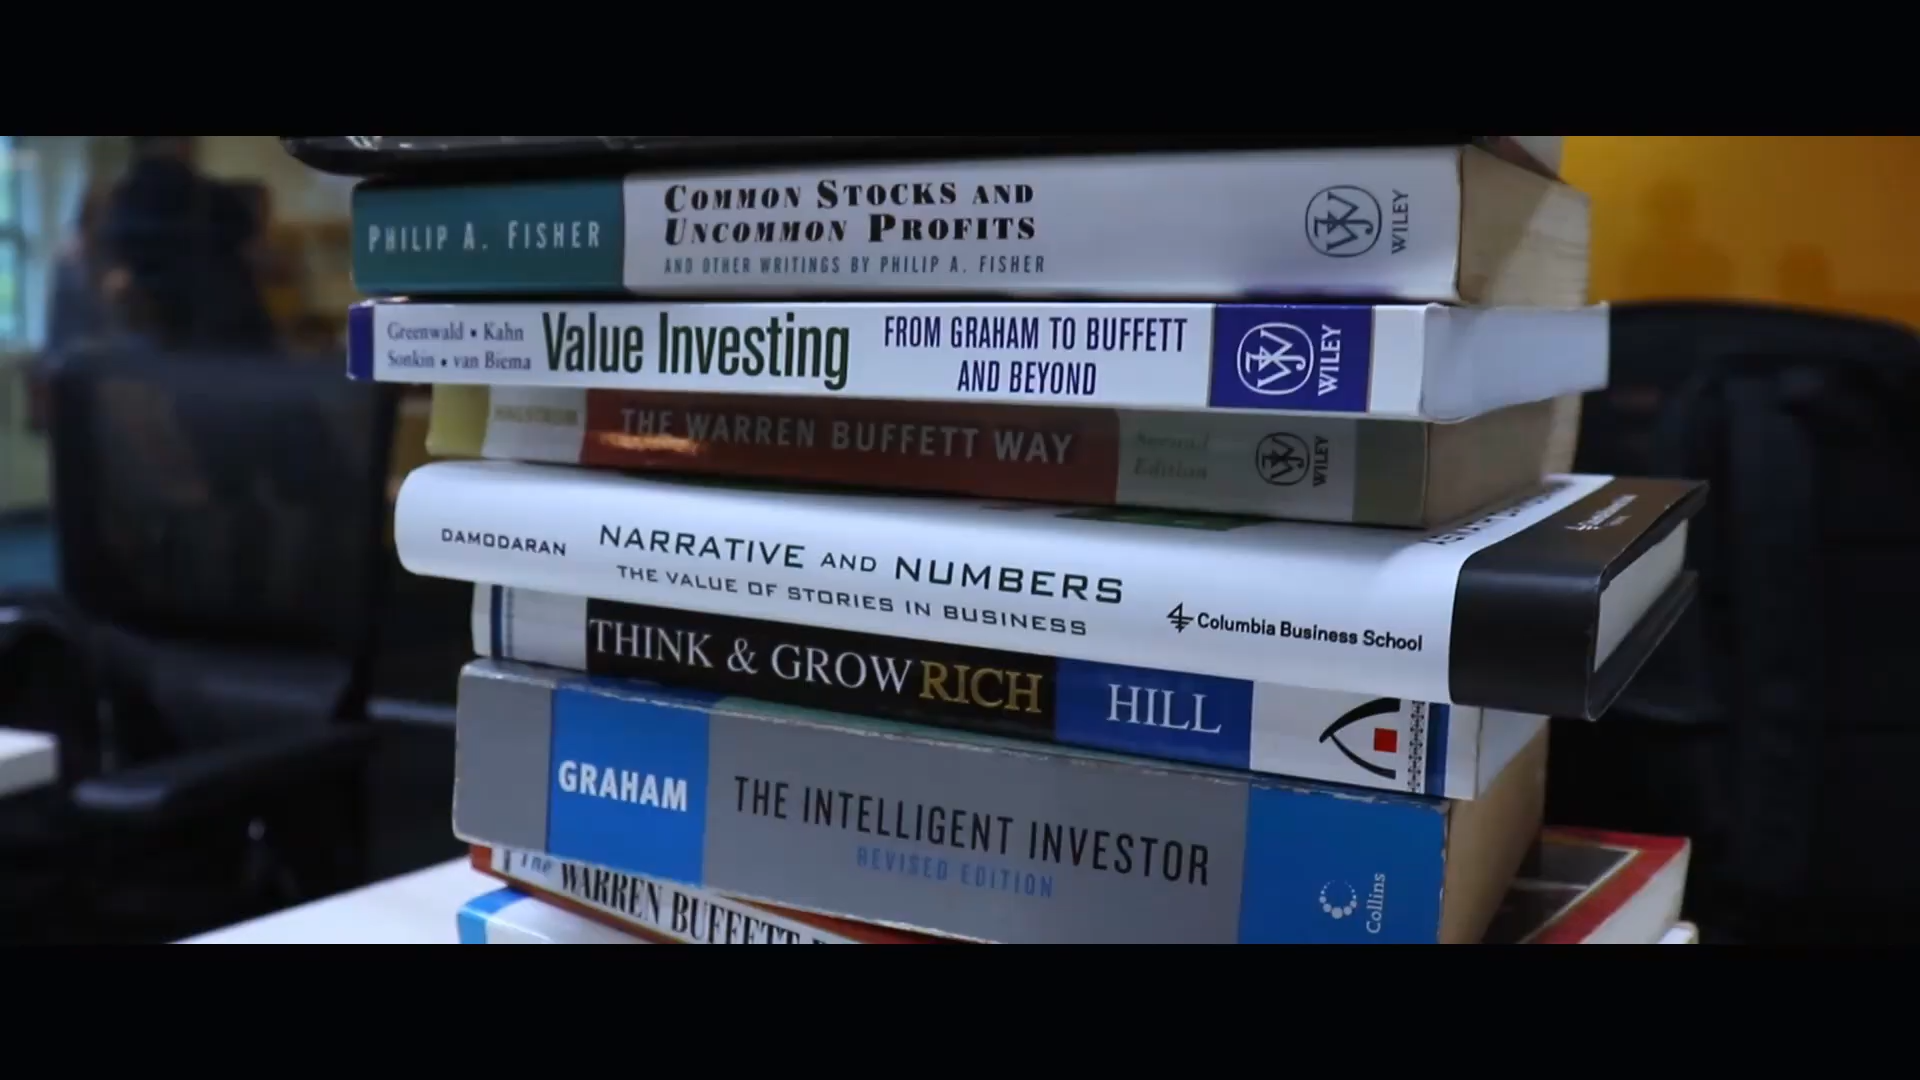 PHILIP A. FISHER
COMMON STOCKS AND
UNCOMMON PROFITS
AND OTHER WRITINGS BY PHILIP A. FISHER
WILEY
Greenwald • Kahn
Sonkin • van Biema
Value Investing
FROM GRAHAM TO BUFFETT
AND BEYOND
WILEY
THE WARREN BUFFETT WAY
Second
Edition
WILEY
DAMODARAN
NARRATIVE AND NUMBERS
THE VALUE OF STORIES IN BUSINESS
Columbia Business School
THINK & GROW RICH
HILL
GRAHAM
THE INTELLIGENT INVESTOR
REVISED EDITION
Collins
The WARREN BUFFETT